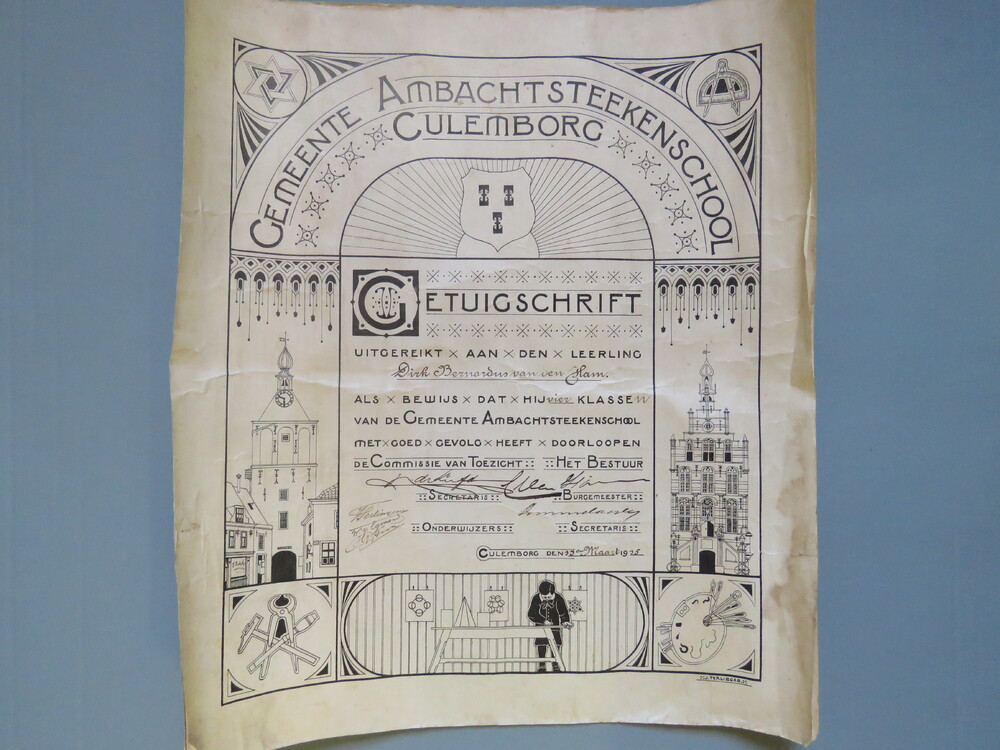 GEMEENTE AMBACHTSTEEKENSCHOOL
CULEMBORG
GETUIGSCHRIFT
UITGEREIKT × AAN × DEN × LEERLING
Dirk Bernardus van den Ham.
ALS × BEWIJS × DAT × HIJ vier KLASSEN
VAN DE GEMEENTE AMBACHTSTEEKENSCHOOL
MET × GOED × GEVOLG × HEEFT × DOORLOOPEN
DE COMMISSIE VAN TOEZICHT :: :: HET BESTUUR
:: SECRETARIS :: :: BURGEMEESTER ::
:: ONDERWIJZERS :: :: SECRETARIS ::
CULEMBORG DEN Maart 1925